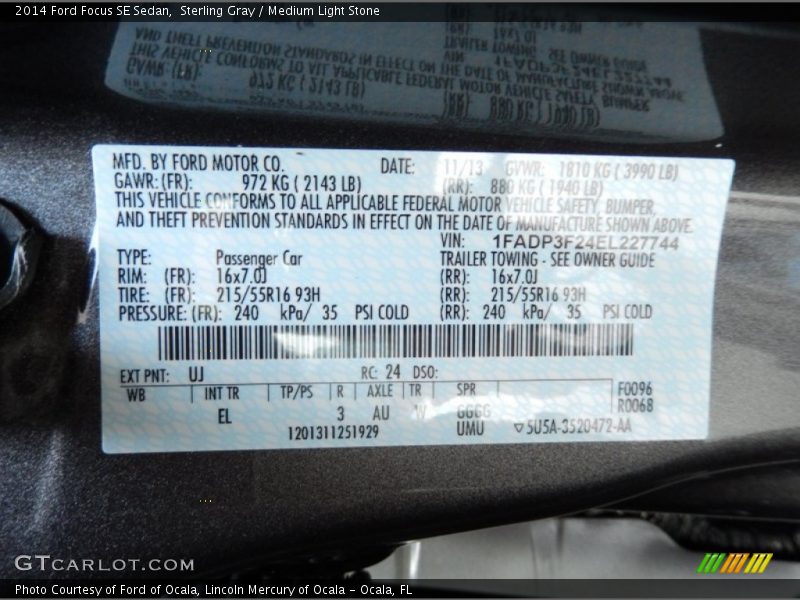 2014 Ford Focus SE Sedan,  Sterling Gray / Medium Light Stone
MFD. BY FORD MOTOR CO. DATE: 11/13 GVWR: 1810 KG ( 3990 LB)
GAWR: (FR): 972 KG ( 2143 LB) (RR): 880 KG ( 1940 LB)
THIS VEHICLE CONFORMS TO ALL APPLICABLE FEDERAL MOTOR VEHICLE SAFETY, BUMPER,
AND THEFT PREVENTION STANDARDS IN EFFECT ON THE DATE OF MANUFACTURE SHOWN ABOVE.
VIN: 1FADP3F24EL227744
TYPE: Passenger Car TRAILER TOWING - SEE OWNER GUIDE
RIM: (FR): 16x7.0J (RR): 16x7.0J
TIRE: (FR): 215/55R16 93H (RR): 215/55R16 93H
PRESSURE: (FR): 240 kPa/ 35 PSI COLD (RR): 240 kPa/ 35 PSI COLD
EXT PNT: UJ RC: 24 DSO:
WB INT TR TP/PS R AXLE TR SPR F0096
EL 3 AU W GGGG R0068
1201311251929 UMU ▽5U5A-3520472-AA
GTCARLOT.COM
Photo Courtesy of Ford of Ocala, Lincoln Mercury of Ocala - Ocala, FL